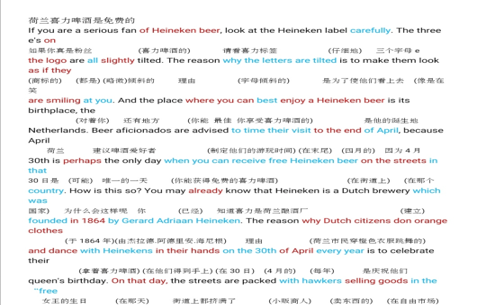 荷兰喜力啤酒是免费的
If you are a serious fan of Heineken beer, look at the Heineken label carefully. The three
e's on
如果你真是粉丝 (喜力啤酒的) 请看喜力标签 (仔细地) 三个字母 e
the logo are all slightly tilted. The reason why the letters are tilted is to make them look
as if they
(商标的) (都是) (略微)倾斜的 理由 (字母倾斜的) 是为了使他们看上去 (像是在
笑
are smiling at you. And the place where you can best enjoy a Heineken beer is its
birthplace, the
(对着你) 还有地方 (你能 最佳 你享受喜力啤酒的) 是他的诞生地
Netherlands. Beer aficionados are advised to time their visit to the end of April, because
April
荷兰 建议啤酒爱好者 (制定他们的游玩时间) (在末尾) (四月的) 因为 4 月
30th is perhaps the only day when you can receive free Heineken beer on the streets in
that
30 日是 (可能) 唯一的一天 (你能获得免费的喜力啤酒) (在街道上) (在那个
country. How is this so? You may already know that Heineken is a Dutch brewery which
was
国家) 为什么会这样呢 你 (已经) 知道喜力是荷兰酿酒厂 (建立)
founded in 1864 by Gerard Adriaan Heineken. The reason why Dutch citizens don orange
clothes
(于 1864 年)(由杰拉德.阿德里安.海尼根) 理由 (荷兰市民穿橙色衣服跳舞的)
and dance with Heinekens in their hands on the 30th of April every year is to celebrate
their
(拿着喜力啤酒) (在他们得到手上) (在 30 日) (4 月的) (每年) 是庆祝他们
queen's birthday. On that day, the streets are packed with hawkers selling goods in the
“free
女王的生日 (在那天) 街道上都挤满了 (小贩商人) (卖东西的) (在自由市场)